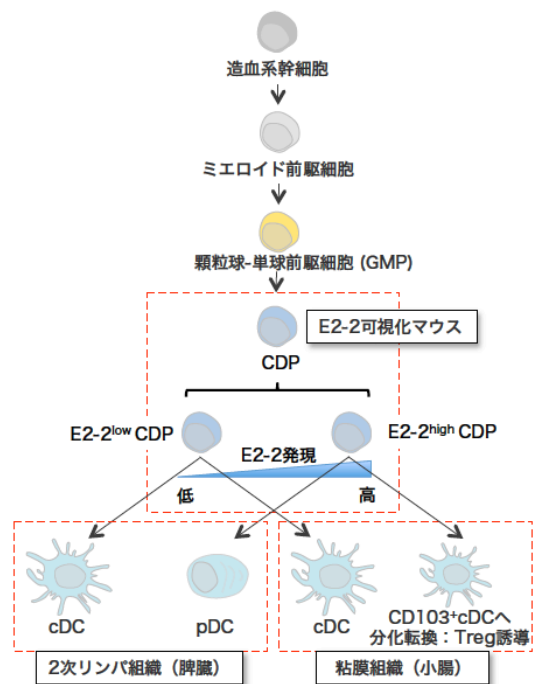 造血系幹細胞
ミエロイド前駆細胞
顆粒球-単球前駆細胞 (GMP)
E2-2可視化マウス
CDP
E2-2low CDP
E2-2high CDP
E2-2発現
低
高
cDC
pDC
cDC
CD103+cDCへ
分化転換：Treg誘導
2次リンパ組織（脾臓）
粘膜組織（小腸）